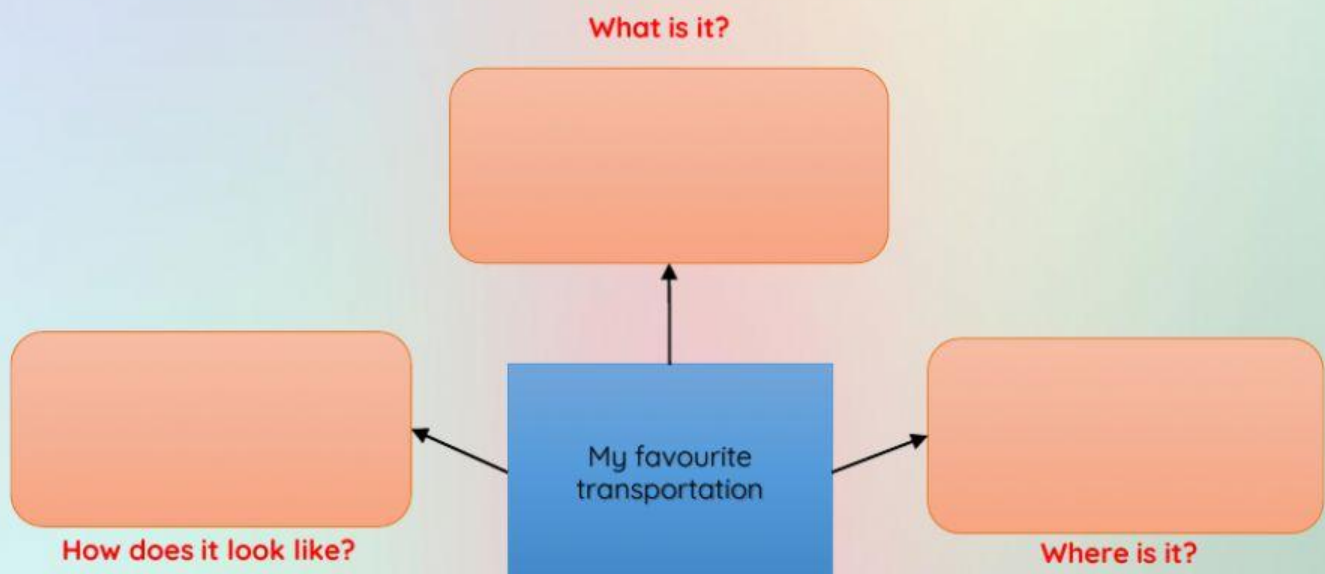 What is it?
My favourite
transportation
How does it look like?
Where is it?